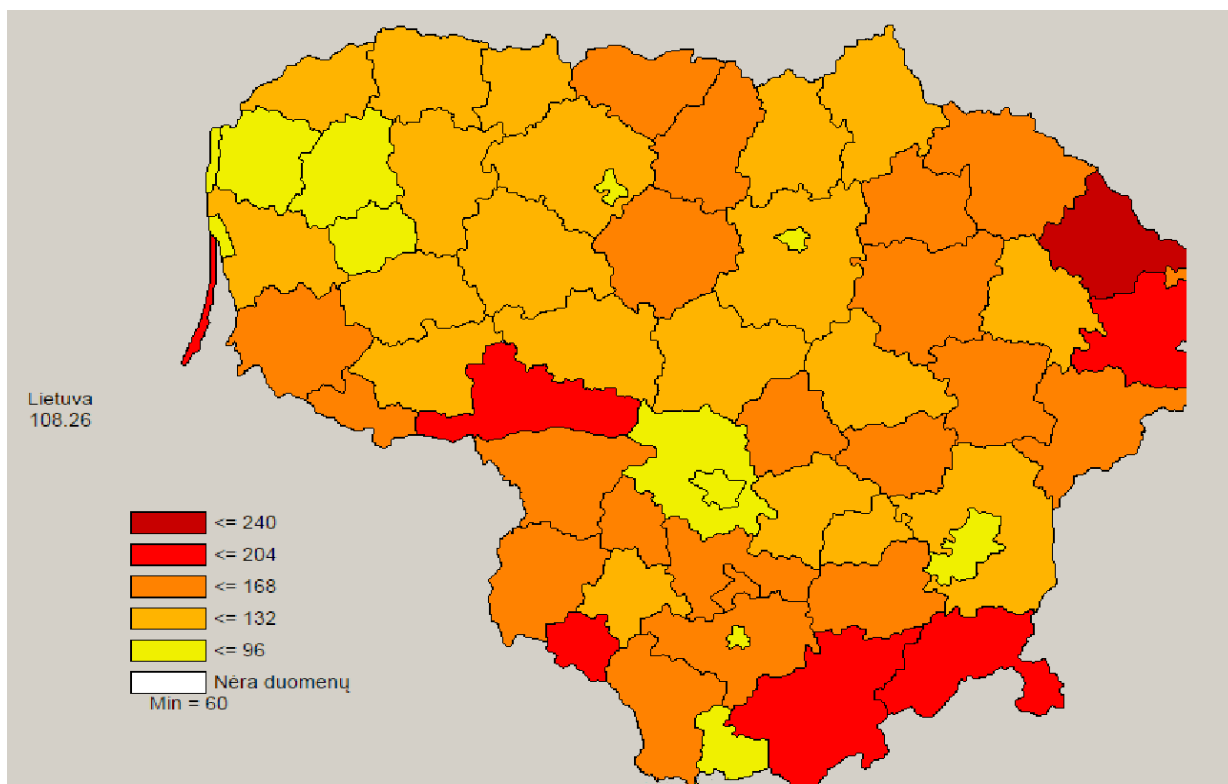 Lietuva
108.26
<= 240
<= 204
<= 168
<= 132
<= 96
Nėra duomenų
Min = 60